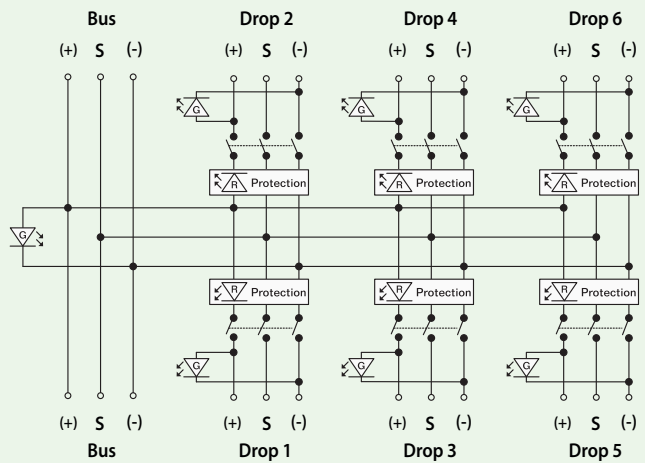 Bus Drop 2 Drop 4 Drop 6
(+) S (-) (+) S (-) (+) S (-) (+) S (-)
G G G
R Protection R Protection R Protection
G
R Protection R Protection R Protection
G G G
(+) S (-) (+) S (-) (+) S (-) (+) S (-)
Bus Drop 1 Drop 3 Drop 5